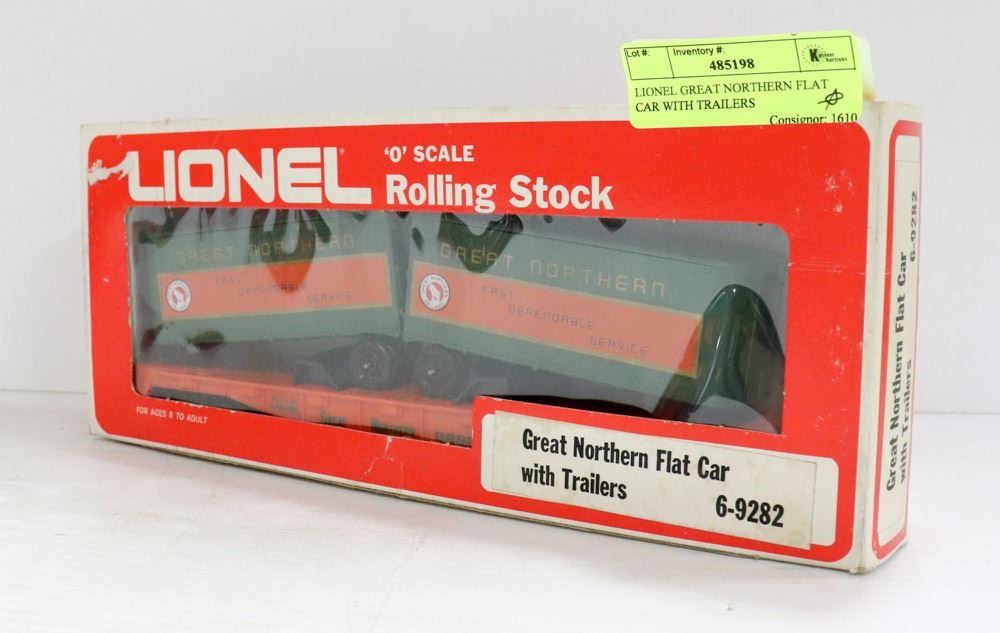 Lot #:
Inventory #:
485198
Kastner
Auctions
LIONEL GREAT NORTHERN FLAT
CAR WITH TRAILERS
Consignor: 1610
LIONEL
'O' SCALE
Rolling Stock
GREAT NORTHERN
FAST
DEPENDABLE
SERVICE
GREAT NORTHERN
FAST
DEPENDABLE
SERVICE
FOR AGES 8 TO ADULT
Great Northern Flat Car
with Trailers
6-9282
Great Northern Flat Car
with Trailers
6-9282